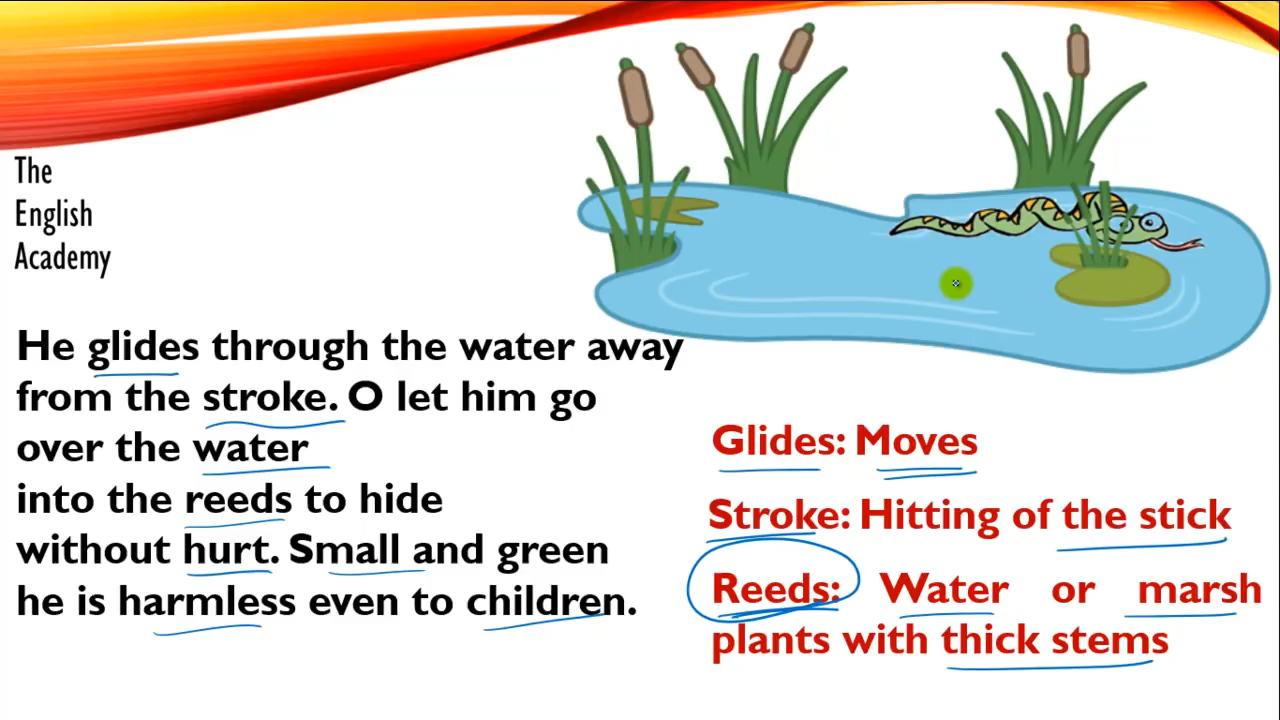 The
English
Academy
He glides through the water away
from the stroke. O let him go
over the water
into the reeds to hide
without hurt. Small and green
he is harmless even to children.
Glides: Moves
Stroke: Hitting of the stick
Reeds: Water or marsh
plants with thick stems